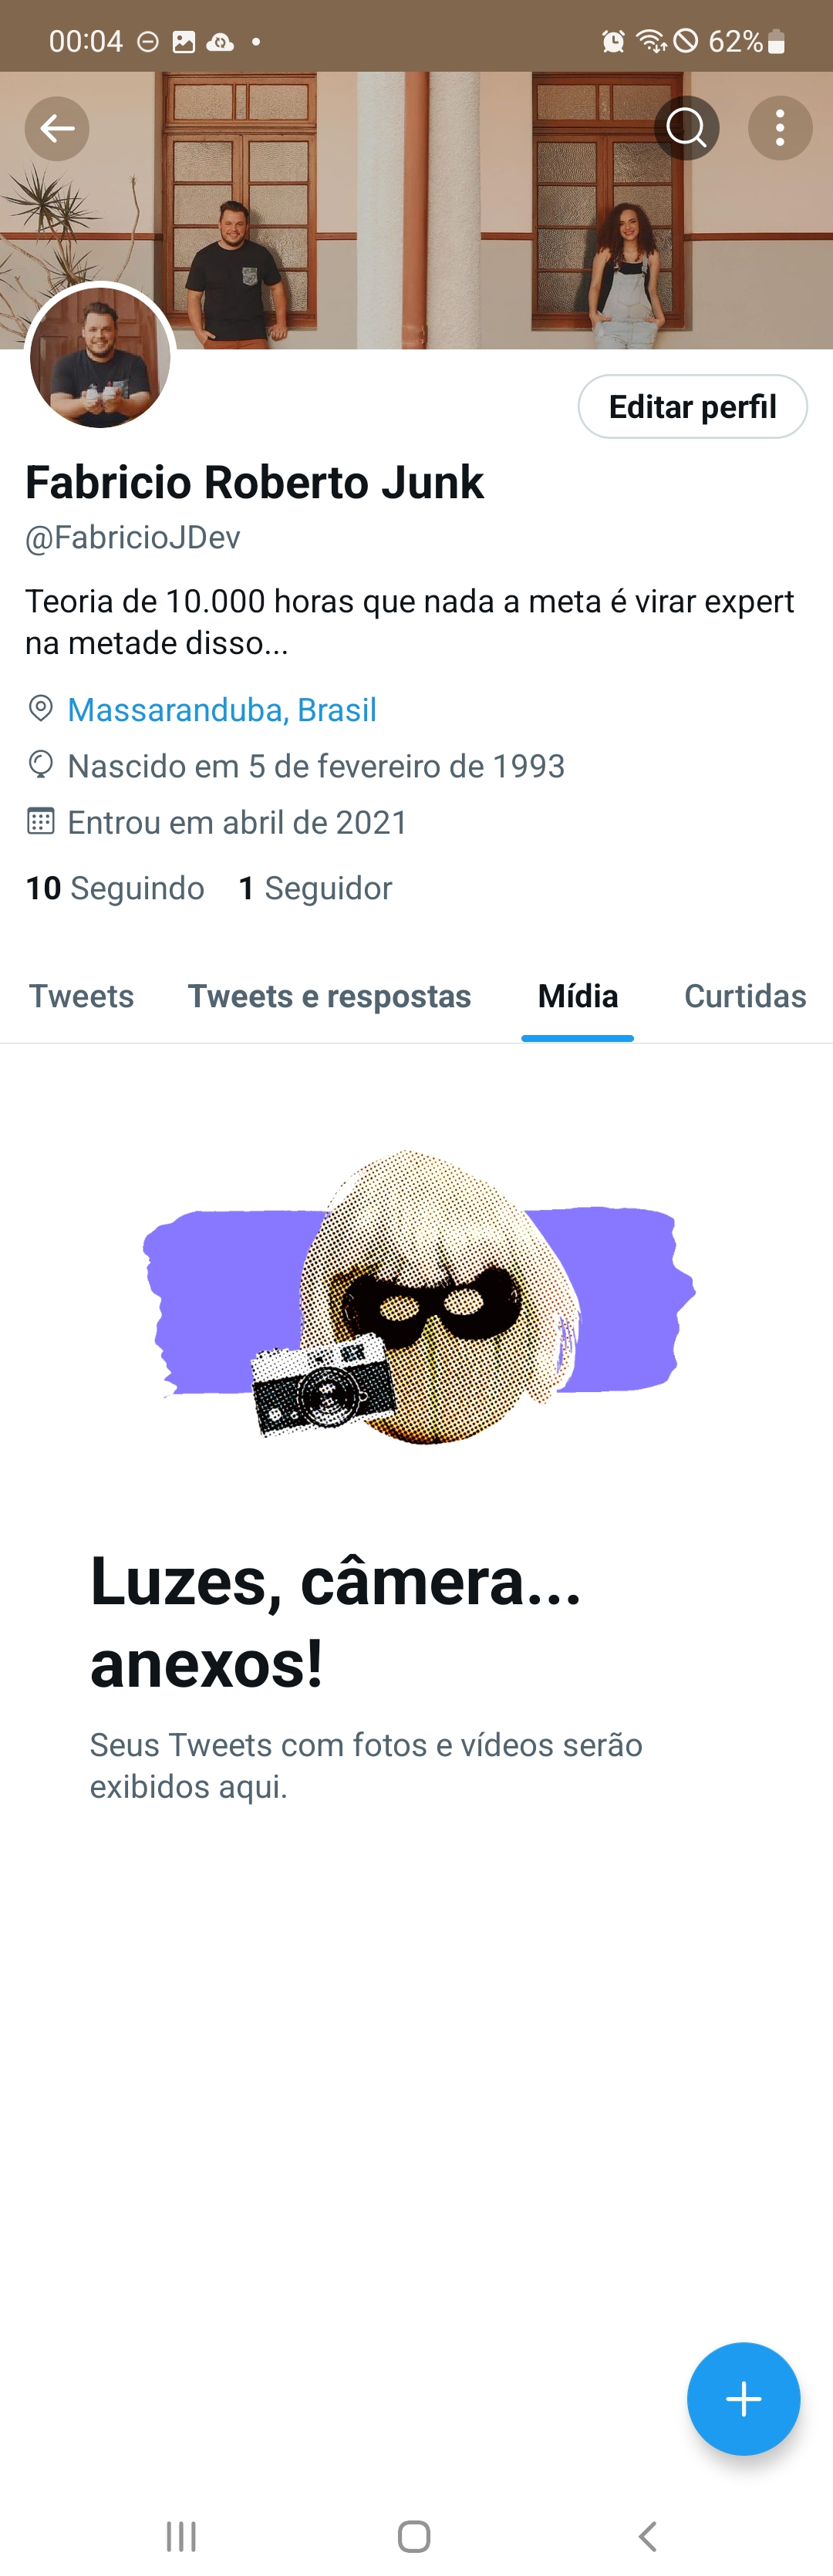 00:04 62%
Editar perfil
Fabricio Roberto Junk
@FabricioJDev
Teoria de 10.000 horas que nada a meta é virar expert
na metade disso...
Massaranduba, Brasil
Nascido em 5 de fevereiro de 1993
Entrou em abril de 2021
10 Seguindo 1 Seguidor
Tweets Tweets e respostas Mídia Curtidas
Luzes, câmera...
anexos!
Seus Tweets com fotos e vídeos serão
exibidos aqui.